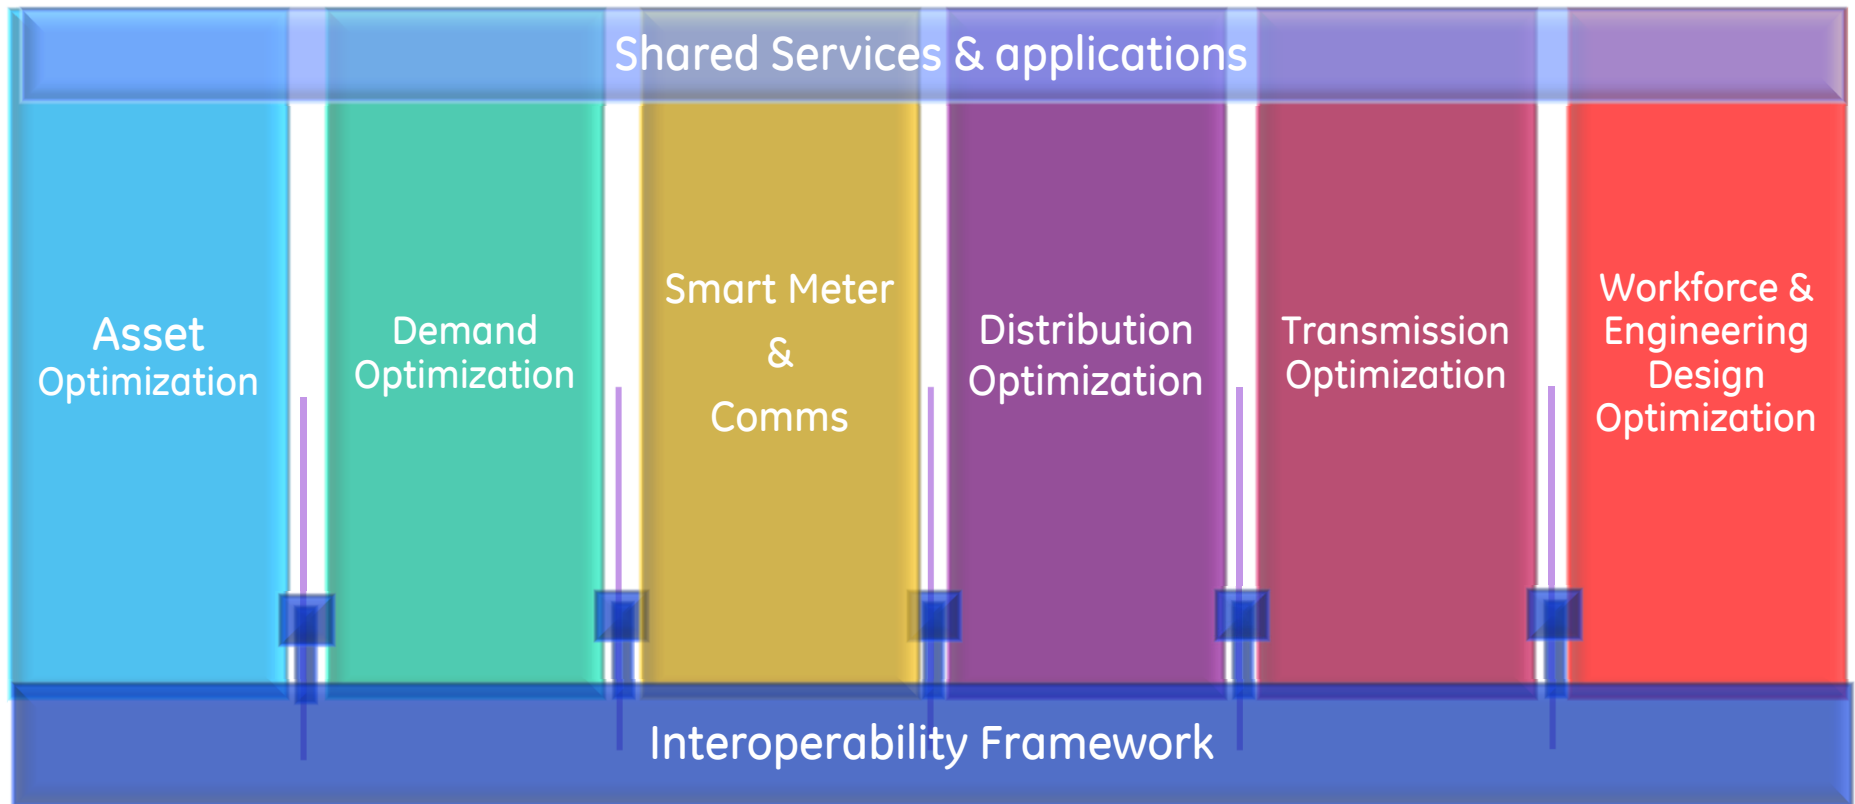 Shared Services & applications
Asset
Optimization
Demand
Optimization
Smart Meter
&
Comms
Distribution
Optimization
Transmission
Optimization
Workforce &
Engineering
Design
Optimization
Interoperability Framework